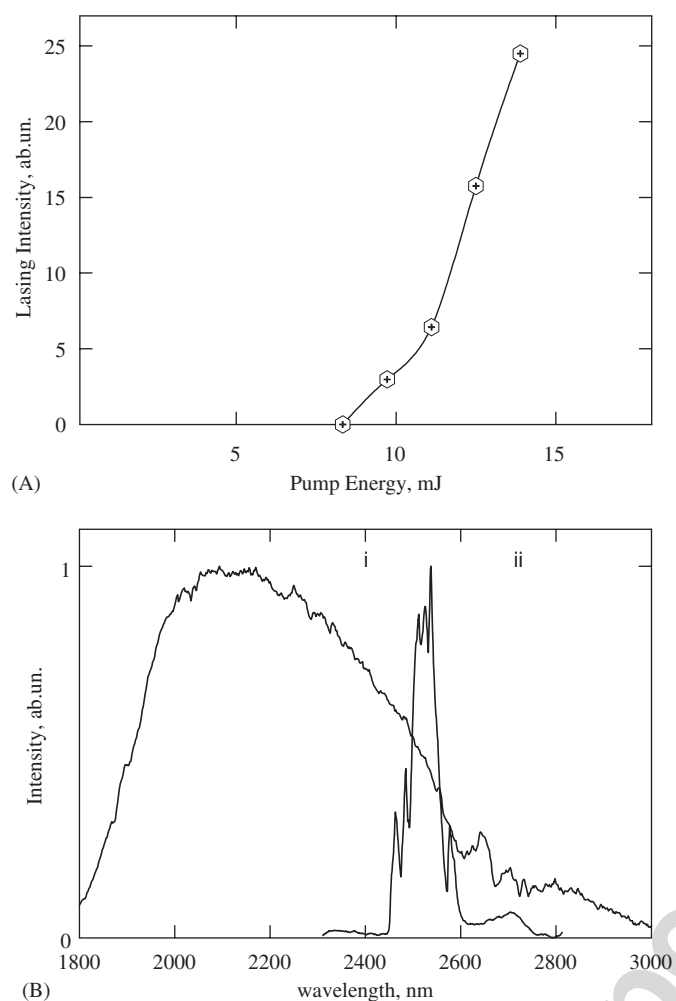 25
20
15
10
5
0
Lasing Intensity, ab.un.
5
10
15
(A)
Pump Energy, mJ
i
ii
1
Intensity, ab.un.
0
1800
2000
2200
2400
2600
2800
3000
(B)
wavelength, nm